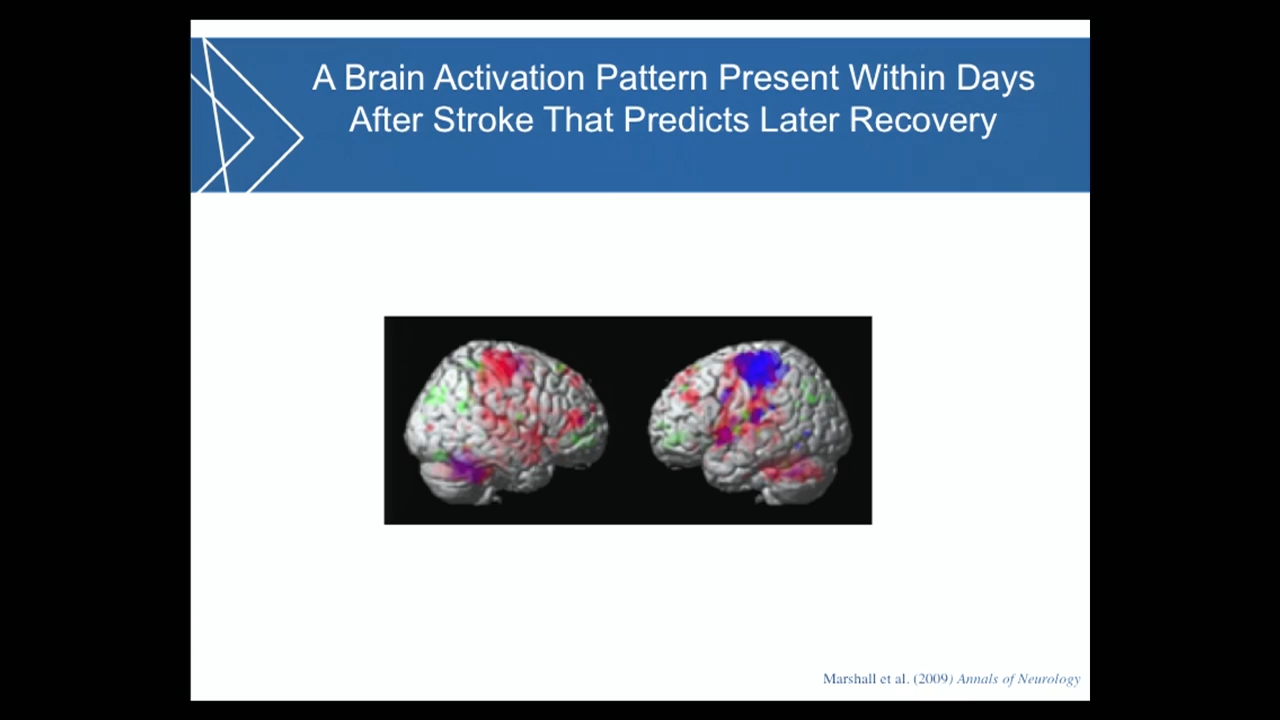 A Brain Activation Pattern Present Within Days
After Stroke That Predicts Later Recovery
Marshall et al. (2009) Annals of Neurology